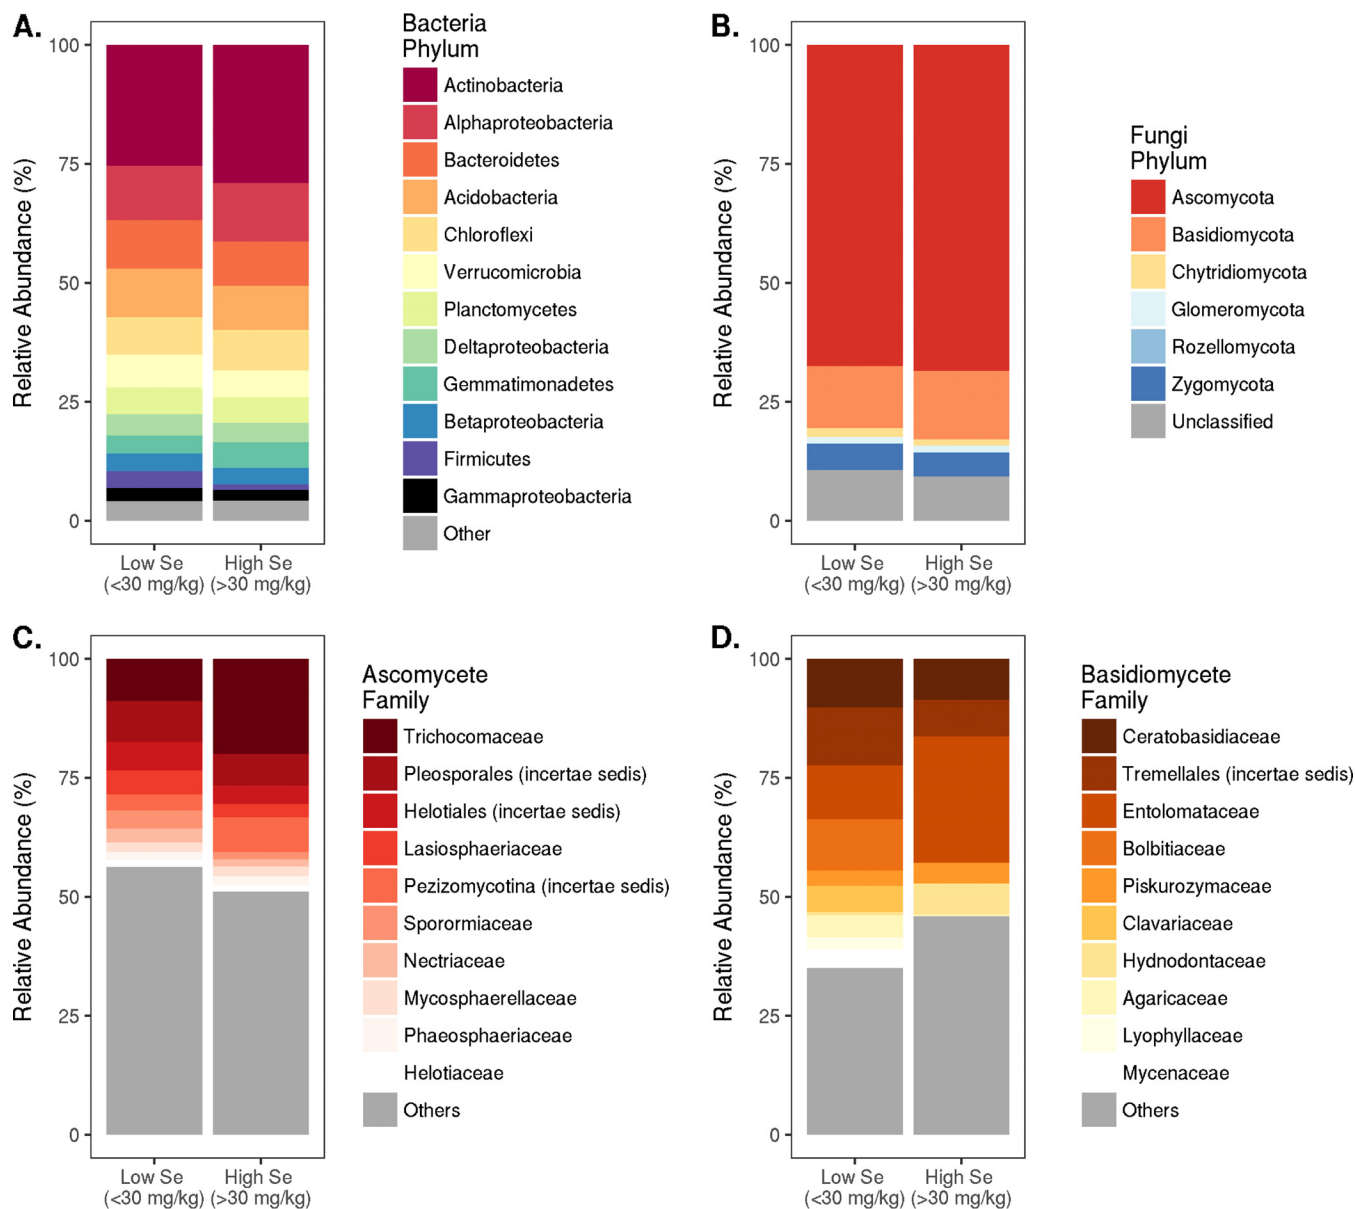 A.
Relative Abundance (%)
100
75
50
25
0
Low Se
(<30 mg/kg)
High Se
(>30 mg/kg)
Bacteria
Phylum
Actinobacteria
Alphaproteobacteria
Bacteroidetes
Acidobacteria
Chloroflexi
Verrucomicrobia
Planctomycetes
Deltaproteobacteria
Gemmatimonadetes
Betaproteobacteria
Firmicutes
Gammaproteobacteria
Other
B.
Relative Abundance (%)
100
75
50
25
0
Low Se
(<30 mg/kg)
High Se
(>30 mg/kg)
Fungi
Phylum
Ascomycota
Basidiomycota
Chytridiomycota
Glomeromycota
Rozellomycota
Zygomycota
Unclassified
C.
Relative Abundance (%)
100
75
50
25
0
Low Se
(<30 mg/kg)
High Se
(>30 mg/kg)
Ascomycete
Family
Trichocomaceae
Pleosporales (incertae sedis)
Helotiales (incertae sedis)
Lasiosphaeriaceae
Pezizomycotina (incertae sedis)
Sporormiaceae
Nectriaceae
Mycosphaerellaceae
Phaeosphaeriaceae
Helotiaceae
Others
D.
Relative Abundance (%)
100
75
50
25
0
Low Se
(<30 mg/kg)
High Se
(>30 mg/kg)
Basidiomycete
Family
Ceratobasidiaceae
Tremellales (incertae sedis)
Entolomataceae
Bolbitiaceae
Piskurozymaceae
Clavariaceae
Hydnodontaceae
Agaricaceae
Lyophyllaceae
Mycenaceae
Others